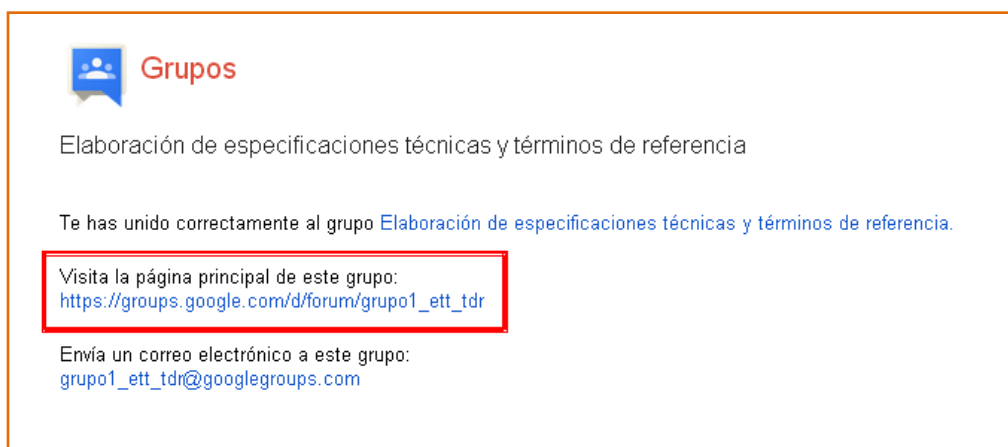 Grupos
Elaboración de especificaciones técnicas y términos de referencia
Te has unido correctamente al grupo Elaboración de especificaciones técnicas y términos de referencia.
Visita la página principal de este grupo:
https://groups.google.com/d/forum/grupo1_ett_tdr
Envía un correo electrónico a este grupo:
grupo1_ett_tdr@googlegroups.com